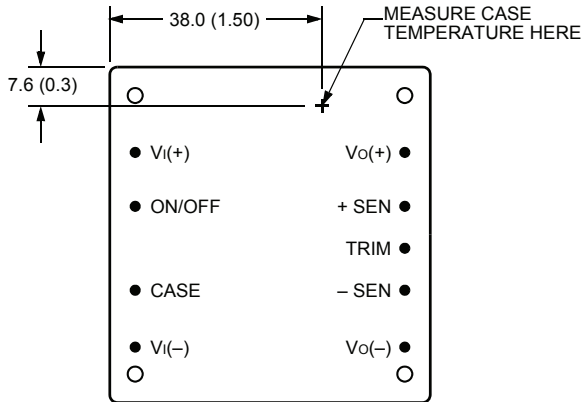 38.0 (1.50)
MEASURE CASE
TEMPERATURE HERE
7.6 (0.3)
VI(+)
VO(+)
ON/OFF
+ SEN
TRIM
CASE
– SEN
VI(–)
VO(–)